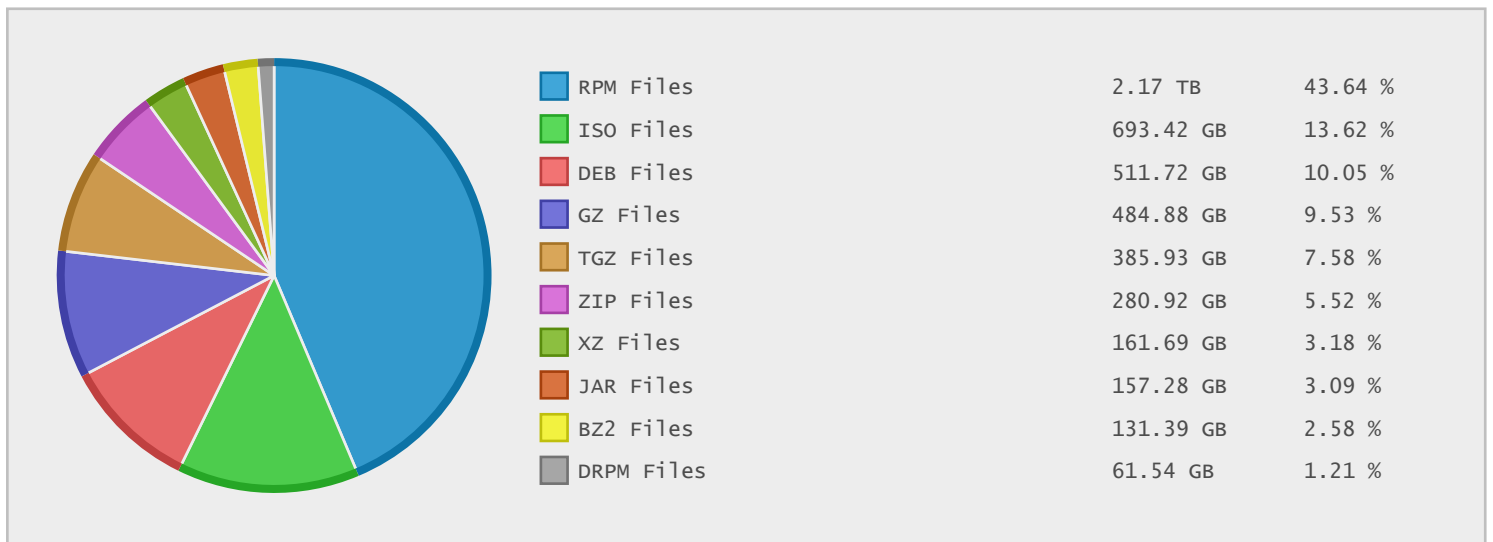 RPM Files 2.17 TB 43.64 %
ISO Files 693.42 GB 13.62 %
DEB Files 511.72 GB 10.05 %
GZ Files 484.88 GB 9.53 %
TGZ Files 385.93 GB 7.58 %
ZIP Files 280.92 GB 5.52 %
XZ Files 161.69 GB 3.18 %
JAR Files 157.28 GB 3.09 %
BZ2 Files 131.39 GB 2.58 %
DRPM Files 61.54 GB 1.21 %